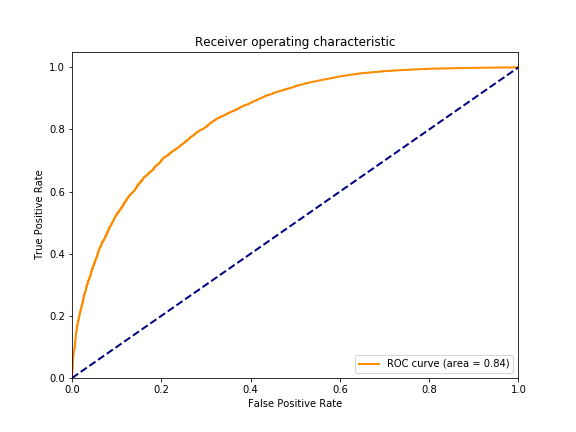 Receiver operating characteristic
1.0
0.8
0.6
0.4
0.2
0.0
True Positive Rate
ROC curve (area = 0.84)
0.0 0.2 0.4 0.6 0.8 1.0
False Positive Rate